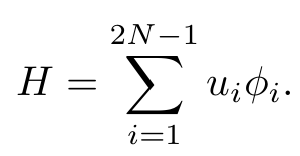 H = \sum_{i=1}^{2N-1} u_i \phi_i.